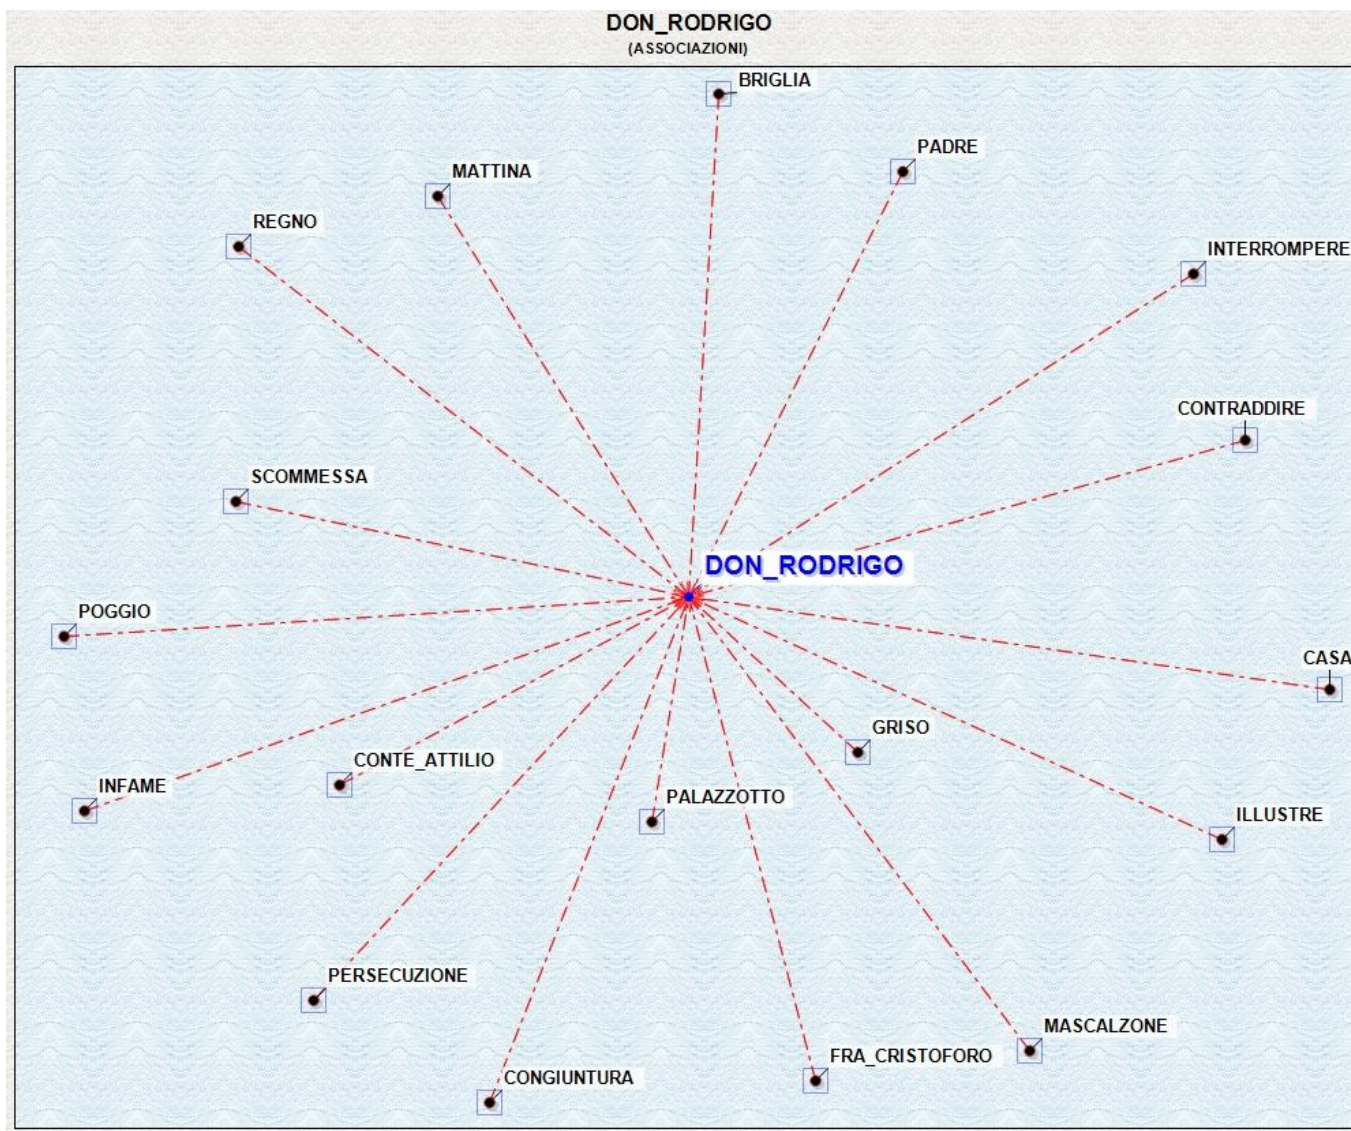 DON_RODRIGO
(ASSOCIAZIONI)
BRIGLIA
PADRE
MATTINA
REGNO
INTERROMPERE
CONTRADDIRE
SCOMMESSA
DON_RODRIGO
POGGIO
CASA
GRISO
CONTE_ATTILIO
INFAME
PALAZZOTTO
ILLUSTRE
PERSECUZIONE
MASCALZONE
FRA_CRISTOFORO
CONGIUNTURA